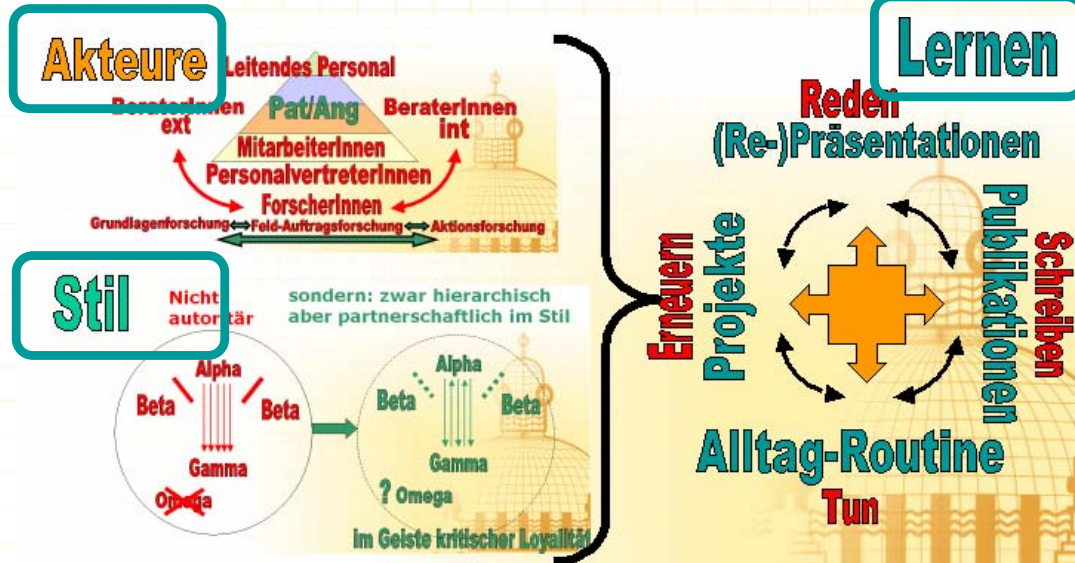 Akteure
Leitendes Personal
BeraterInnen
ext
Pat/Ang
BeraterInnen
int
MitarbeiterInnen
PersonalvertreterInnen
ForscherInnen
Grundlagenforschung
Feld-Auftragsforschung
Aktionsforschung
Stil
Nicht
autoritär
sondern: zwar hierarchisch
aber partnerschaftlich im Stil
Alpha
Beta
Beta
Gamma
Omega
Alpha
Beta
Beta
Gamma
? Omega
im Geiste kritischer Loyalität
Lernen
Reden
(Re-)Präsentationen
Erneuern
Projekte
Publikationen
Schreiben
Alltag-Routine
Tun